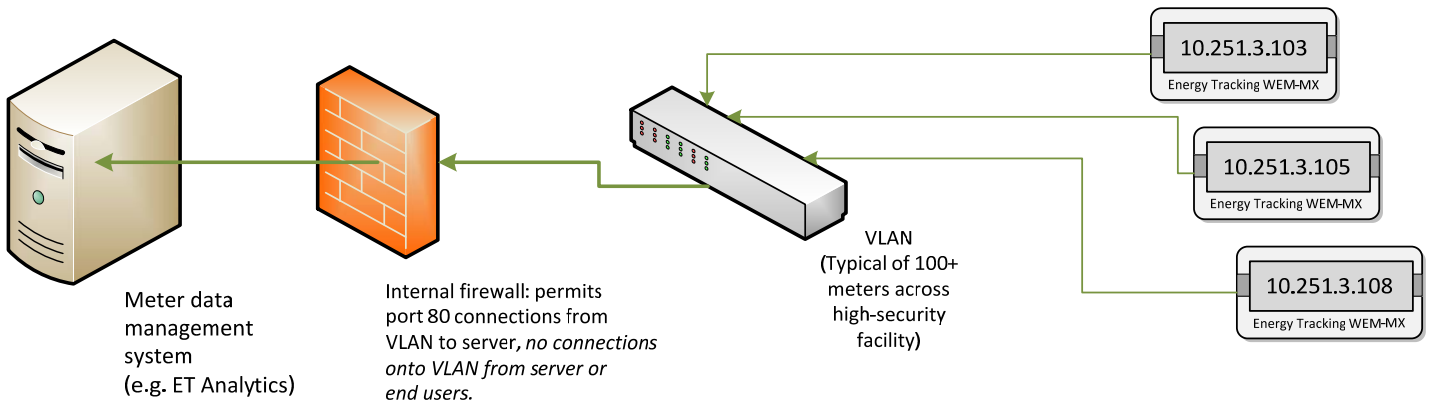 10.251.3.103
Energy Tracking WEM-MX
10.251.3.105
Energy Tracking WEM-MX
10.251.3.108
Energy Tracking WEM-MX
VLAN
(Typical of 100+
meters across
high-security
facility)
Internal firewall: permits
port 80 connections from
VLAN to server, no connections
onto VLAN from server or
end users.
Meter data
management
system
(e.g. ET Analytics)